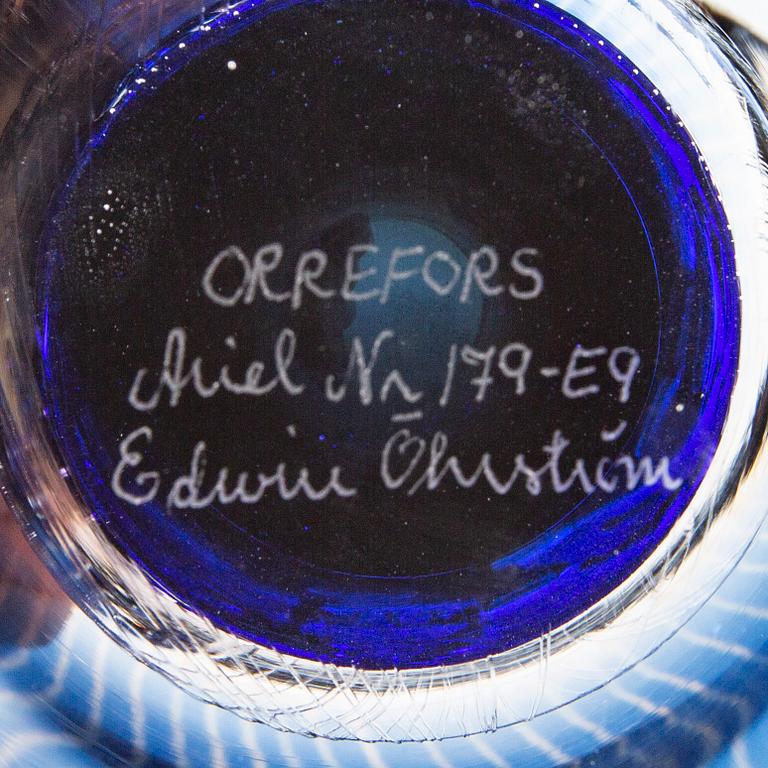 ORREFORS
Ariel Nr 179-E9
Edwin Öhrström